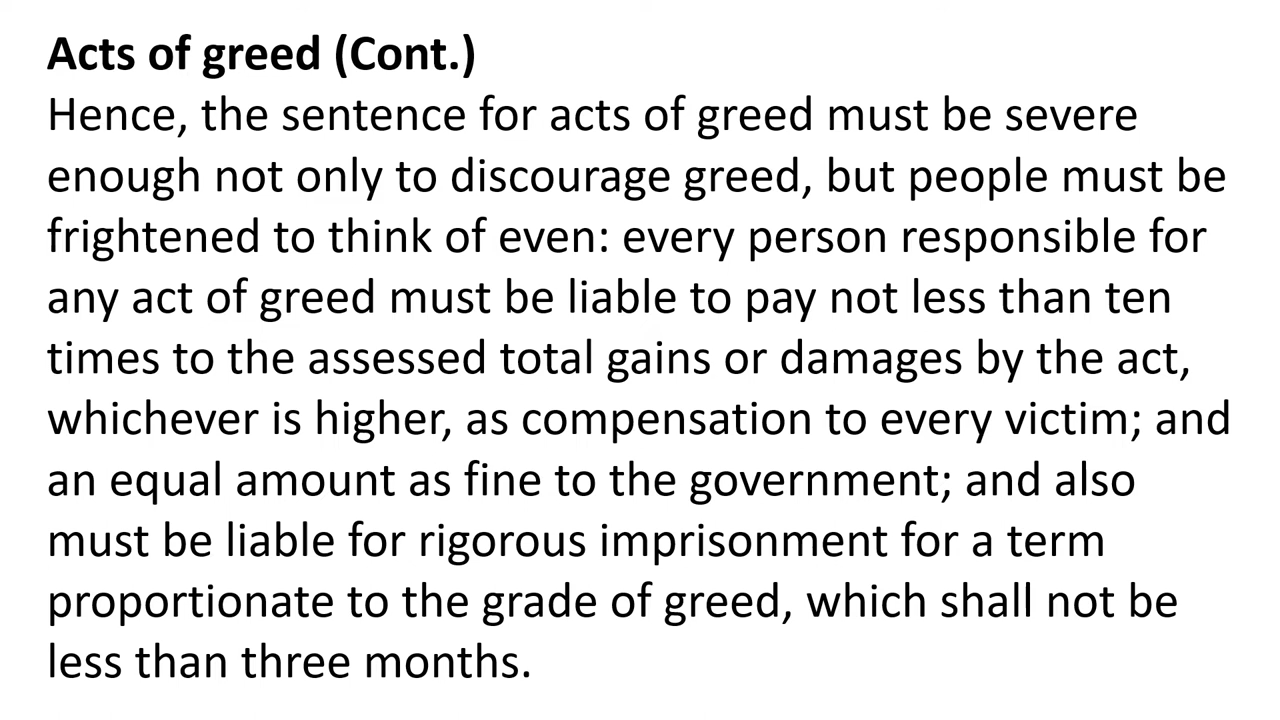 Acts of greed (Cont.)
Hence, the sentence for acts of greed must be severe
enough not only to discourage greed, but people must be
frightened to think of even: every person responsible for
any act of greed must be liable to pay not less than ten
times to the assessed total gains or damages by the act,
whichever is higher, as compensation to every victim; and
an equal amount as fine to the government; and also
must be liable for rigorous imprisonment for a term
proportionate to the grade of greed, which shall not be
less than three months.